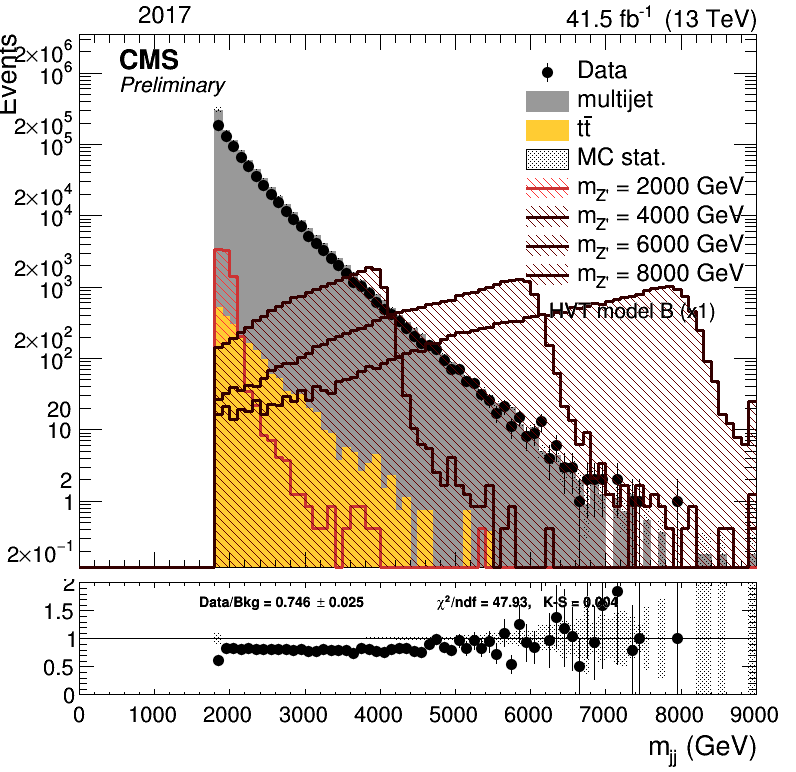 2017
41.5 fb⁻¹ (13 TeV)
CMS
Preliminary
Events
2×10⁶
10⁶
2×10⁵
10⁵
2×10⁴
10⁴
2×10³
10³
2×10²
10²
20
10
2
1
2×10⁻¹
Data
multijet
tt̄
MC stat.
m_Z' = 2000 GeV
m_Z' = 4000 GeV
m_Z' = 6000 GeV
m_Z' = 8000 GeV
HVT model B (x1)
2
1.5
1
0.5
0
Data/Bkg = 0.746 ± 0.025
χ²/ndf = 47.93, K-S = 0.004
0 1000 2000 3000 4000 5000 6000 7000 8000 9000
m_jj (GeV)